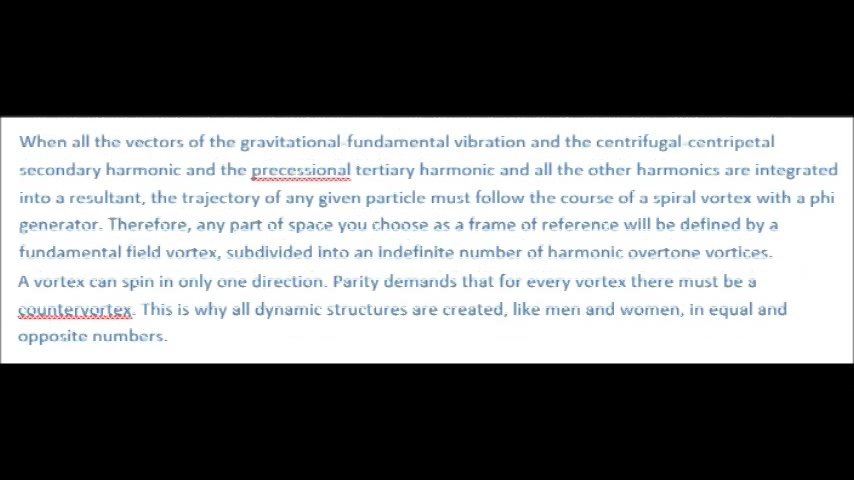 When all the vectors of the gravitational-fundamental vibration and the centrifugal-centripetal
secondary harmonic and the precessional tertiary harmonic and all the other harmonics are integrated
into a resultant, the trajectory of any given particle must follow the course of a spiral vortex with a phi
generator. Therefore, any part of space you choose as a frame of reference will be defined by a
fundamental field vortex, subdivided into an indefinite number of harmonic overtone vortices.
A vortex can spin in only one direction. Parity demands that for every vortex there must be a
countervortex. This is why all dynamic structures are created, like men and women, in equal and
opposite numbers.